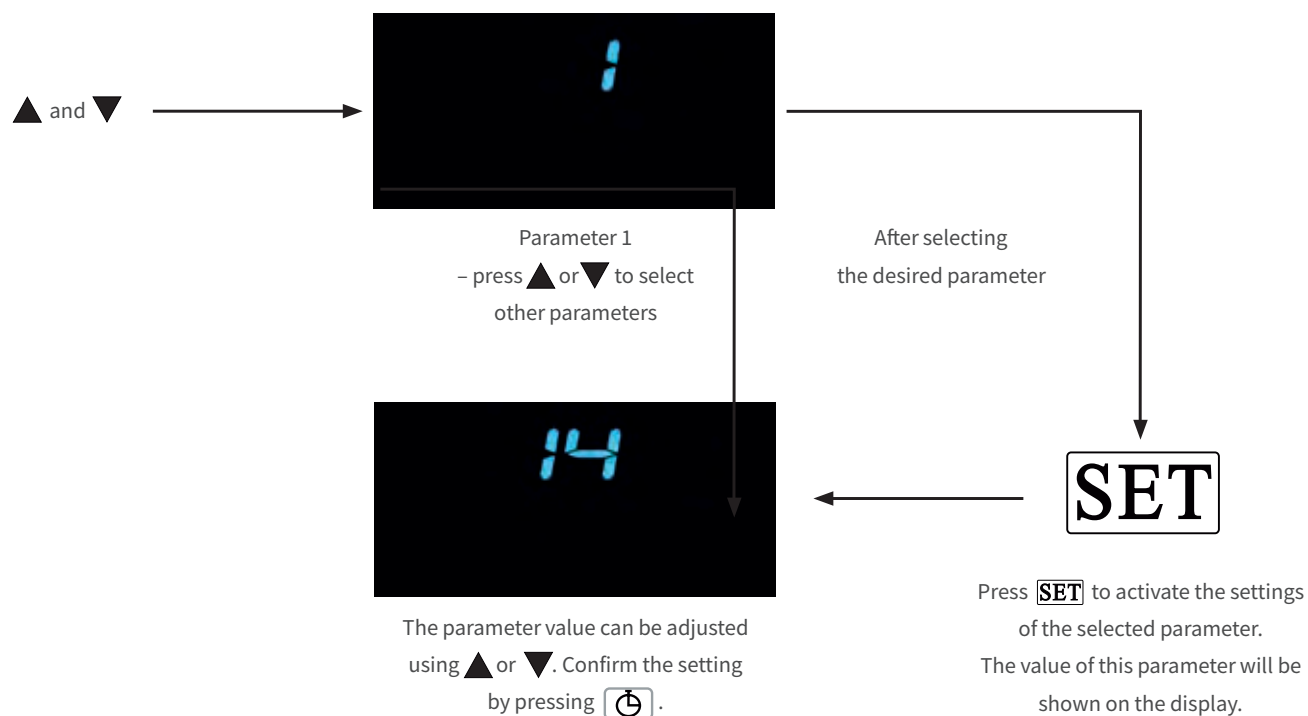 1
▲ and ▼
Parameter 1
– press ▲ or ▼ to select
other parameters
After selecting
the desired parameter
14
SET
The parameter value can be adjusted
using ▲ or ▼. Confirm the setting
by pressing .
Press SET to activate the settings
of the selected parameter.
The value of this parameter will be
shown on the display.